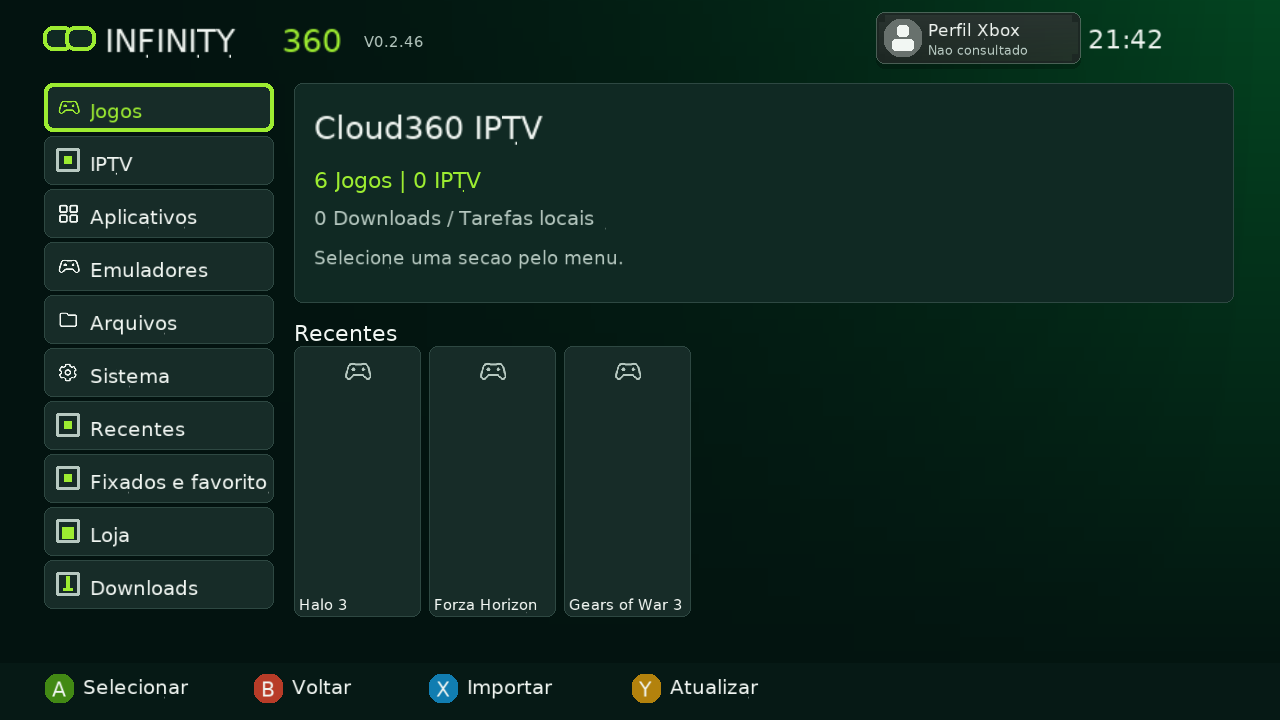 INFINITY 360 V0.2.46
Perfil Xbox
Nao consultado
21:42
Jogos
IPTV
Aplicativos
Emuladores
Arquivos
Sistema
Recentes
Fixados e favorito
Loja
Downloads
Cloud360 IPTV
6 Jogos | 0 IPTV
0 Downloads / Tarefas locais
Selecione uma secao pelo menu.
Recentes
Halo 3
Forza Horizon
Gears of War 3
A Selecionar
B Voltar
X Importar
Y Atualizar